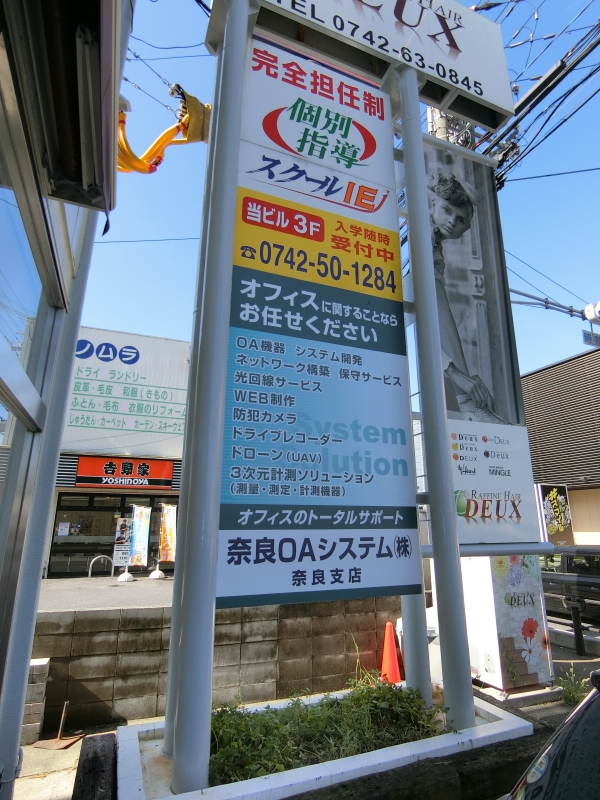 HAIR
DEUX
TEL 0742-63-0845
完全担任制
個別
指導
スクールIE
当ビル3F
入学随時
受付中
☎0742-50-1284
オフィスに関することなら
お任せください
OA機器 システム開発
ネットワーク構築 保守サービス
光回線サービス
WEB制作
防犯カメラ
ドライブレコーダー
ドローン(UAV)
3次元計測ソリューション
(測量・測定・計測機器)
System
オフィスのトータルサポート
奈良OAシステム㈱
奈良支店
ノムラ
ドライ ランドリー
皮革・毛皮 和服(きもの)
ふとん・毛布 衣服のリフォーム
じゅうたん・カーペット カーテン・スキーウェア
吉野家
YOSHINOYA
DEUX
DEUX
DEUX
DEUX
MINGLE
RAFFINE HAIR
DEUX
DEUX